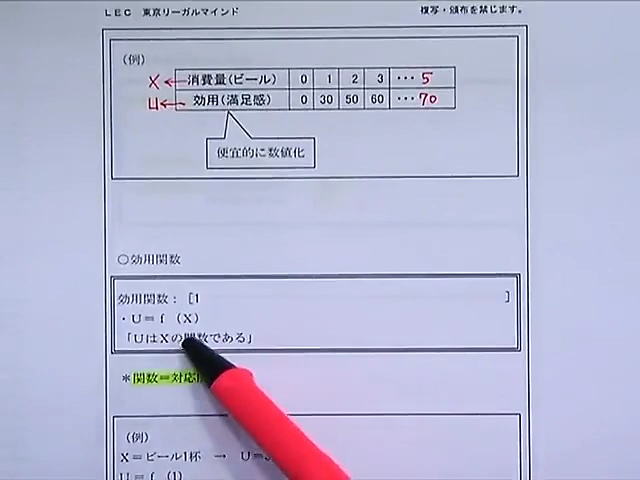 LEC 東京リーガルマインド 複写・頒布を禁じます。
(例)
X← 消費量(ビール) 0 1 2 3 ・・・ 5
U← 効用(満足感) 0 30 50 60 ・・・ 70
便宜的に数値化
○効用関数
効用関数：[1 ]
・U＝f (X)
「UはXの関数である」
＊関数＝対応
(例)
X＝ビール1杯 → U＝
U＝f (1)